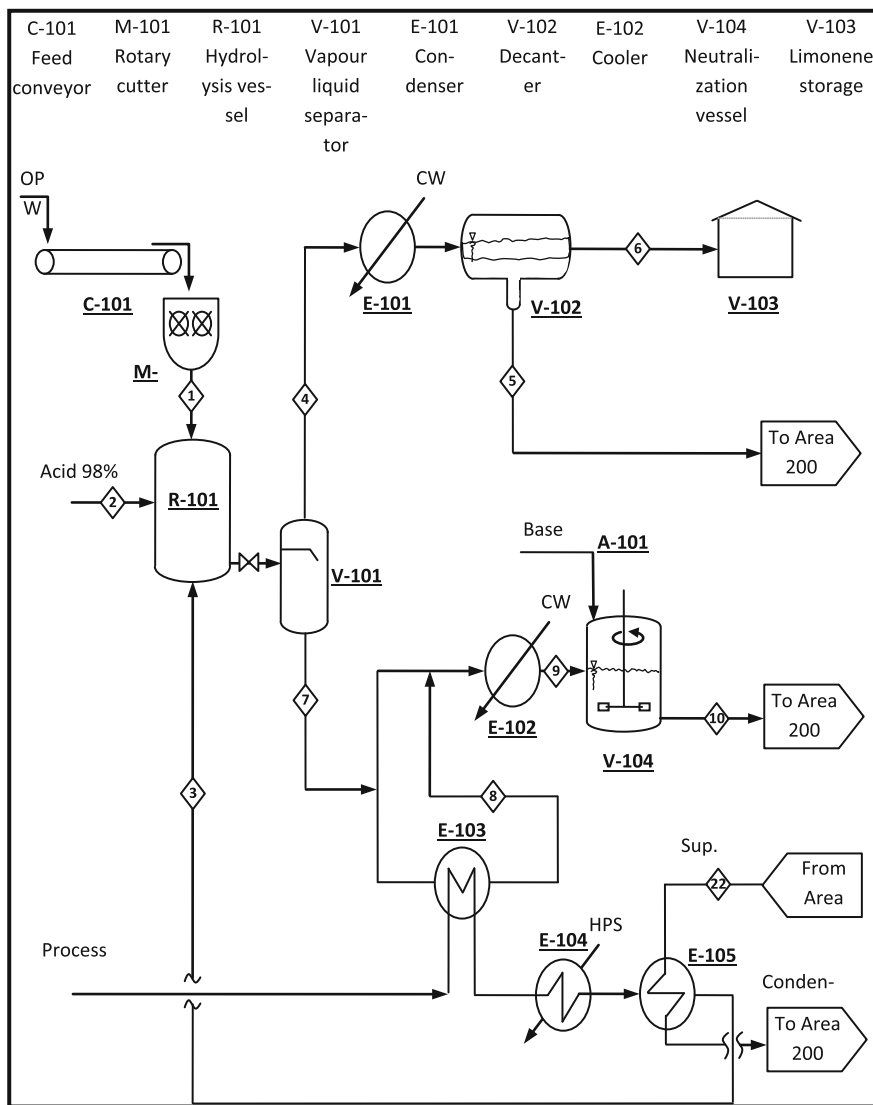 C-101 M-101 R-101 V-101 E-101 V-102 E-102 V-104 V-103
Feed Rotary Hydrol- Vapour Con- Decant- Cooler Neutrali- Limonene
conveyor cutter ysis ves- liquid denser er zation storage
sel separa- vessel
tor
OP
W
CW
6
C-101
E-101
V-102
V-103
M-
1
4
5
To Area
200
Acid 98%
2
R-101
Base
A-101
V-101
CW
9
7
E-102
10
To Area
200
V-104
3
8
E-103
Sup.
22
From
Area
HPS
E-104
E-105
Process
Conden-
To Area
200